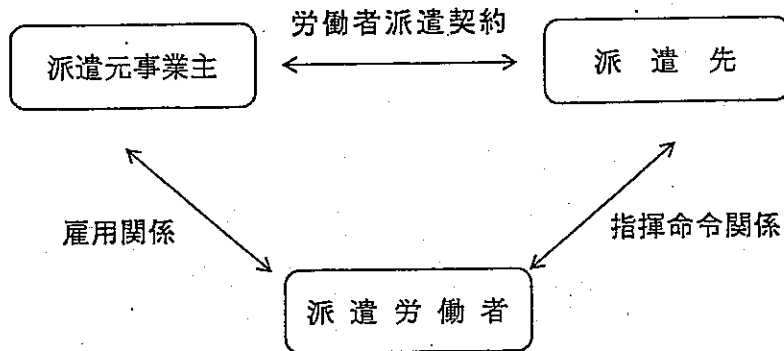 労働者派遣契約
派遣元事業主
派遣先
雇用関係
指揮命令関係
派遣労働者